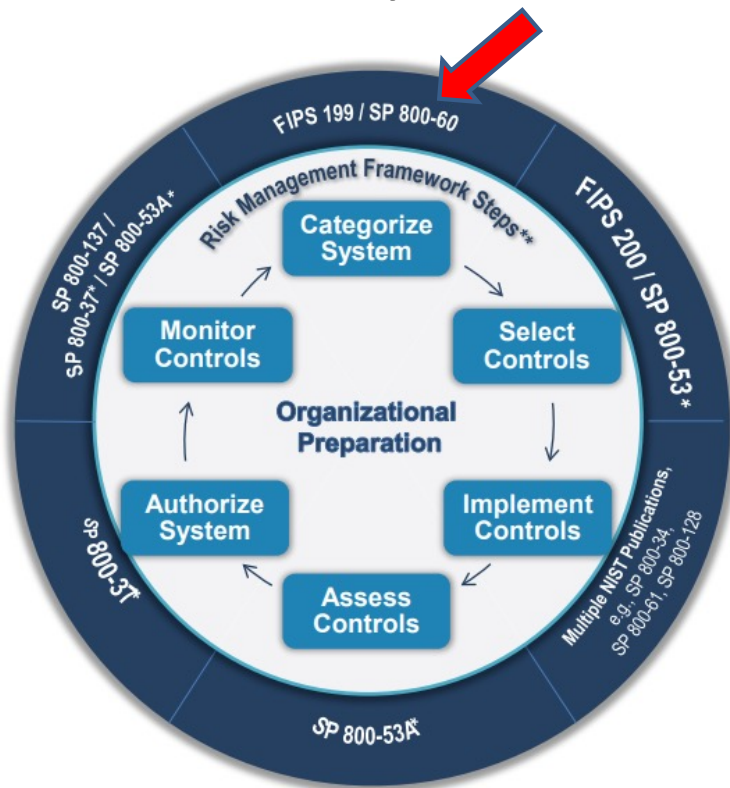 FIPS 199 / SP 800-60
FIPS 200 / SP 800-53*
Multiple NIST Publications,
e.g., SP 800-34,
SP 800-61, SP 800-128
SP 800-53A*
SP 800-37*
SP 800-137 /
SP 800-37* / SP 800-53A*
Risk Management Framework Steps**
Categorize
System
Select
Controls
Implement
Controls
Assess
Controls
Authorize
System
Monitor
Controls
Organizational
Preparation